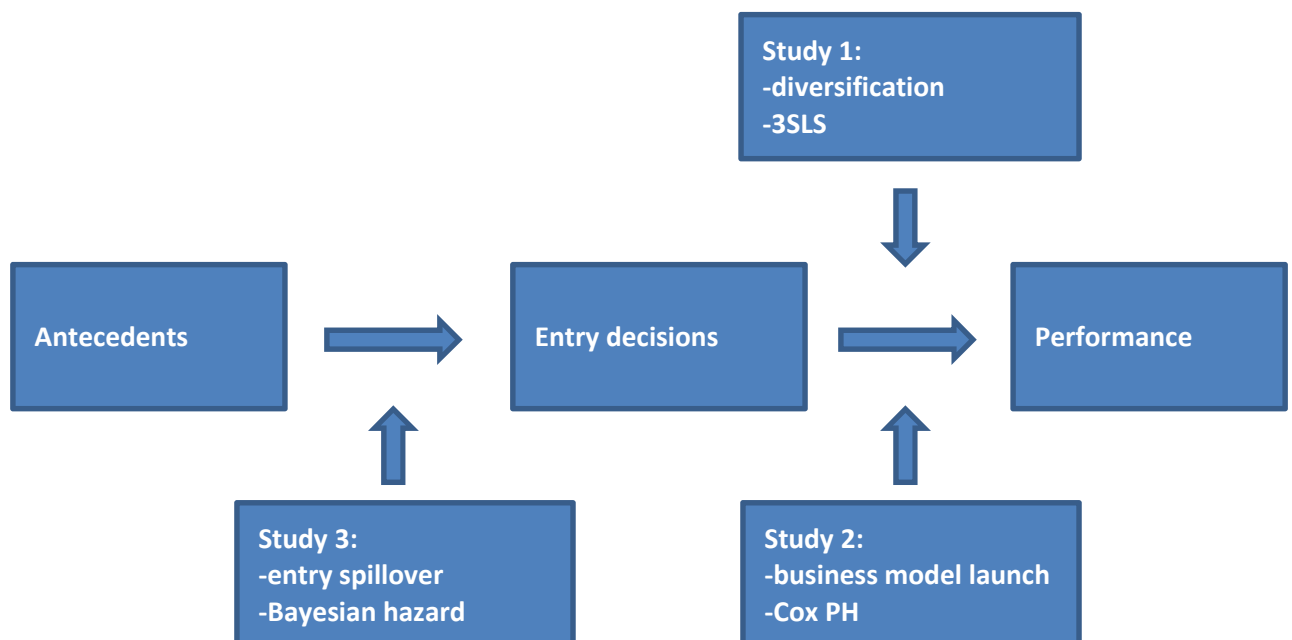 Study 1:
-diversification
-3SLS
Antecedents
Entry decisions
Performance
Study 3:
-entry spillover
-Bayesian hazard
Study 2:
-business model launch
-Cox PH